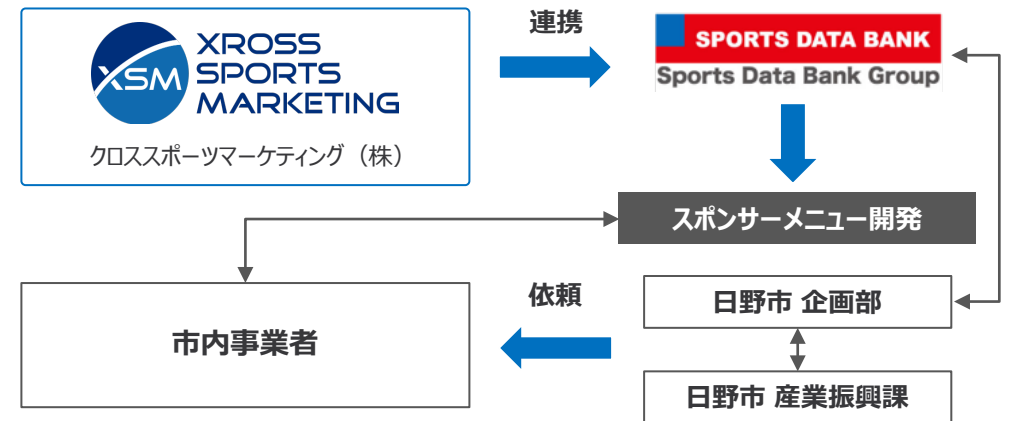 XSM
XROSS
SPORTS
MARKETING
クロススポーツマーケティング（株）
連携
SPORTS DATA BANK
Sports Data Bank Group
スポンサーメニュー開発
市内事業者
依頼
日野市 企画部
日野市 産業振興課